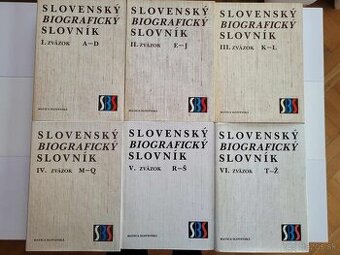 SLOVENSKÝ
BIOGRAFICKÝ
SLOVNÍK
I. ZVÄZOK A–D
MATICA SLOVENSKÁ
SBS
SLOVENSKÝ
BIOGRAFICKÝ
SLOVNÍK
II. ZVÄZOK E–J
MATICA SLOVENSKÁ
SBS
SLOVENSKÝ
BIOGRAFICKÝ
SLOVNÍK
III. ZVÄZOK K–L
MATICA SLOVENSKÁ
SBS
SLOVENSKÝ
BIOGRAFICKÝ
SLOVNÍK
IV. ZVÄZOK M–Q
MATICA SLOVENSKÁ
SBS
SLOVENSKÝ
BIOGRAFICKÝ
SLOVNÍK
V. ZVÄZOK R–Š
MATICA SLOVENSKÁ
SBS
SLOVENSKÝ
BIOGRAFICKÝ
SLOVNÍK
VI. ZVÄZOK T–Ž
MATICA SLOVENSKÁ
SBS